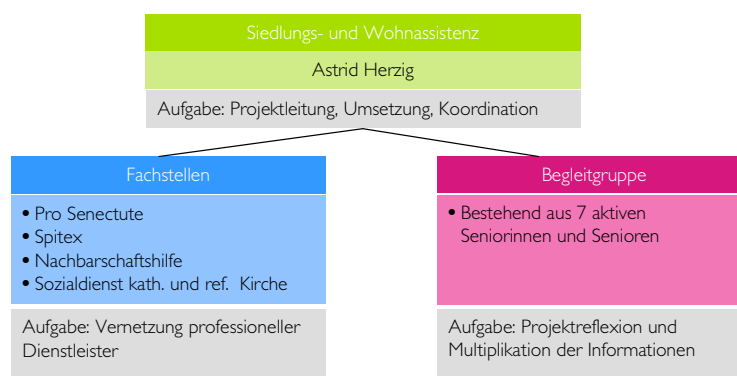 Siedlungs- und Wohnassistenz
Astrid Herzig
Aufgabe: Projektleitung, Umsetzung, Koordination
Fachstellen
• Pro Senectute
• Spitex
• Nachbarschaftshilfe
• Sozialdienst kath. und ref. Kirche
Aufgabe: Vernetzung professioneller
Dienstleister
Begleitgruppe
• Bestehend aus 7 aktiven
Seniorinnen und Senioren
Aufgabe: Projektreflexion und
Multiplikation der Informationen